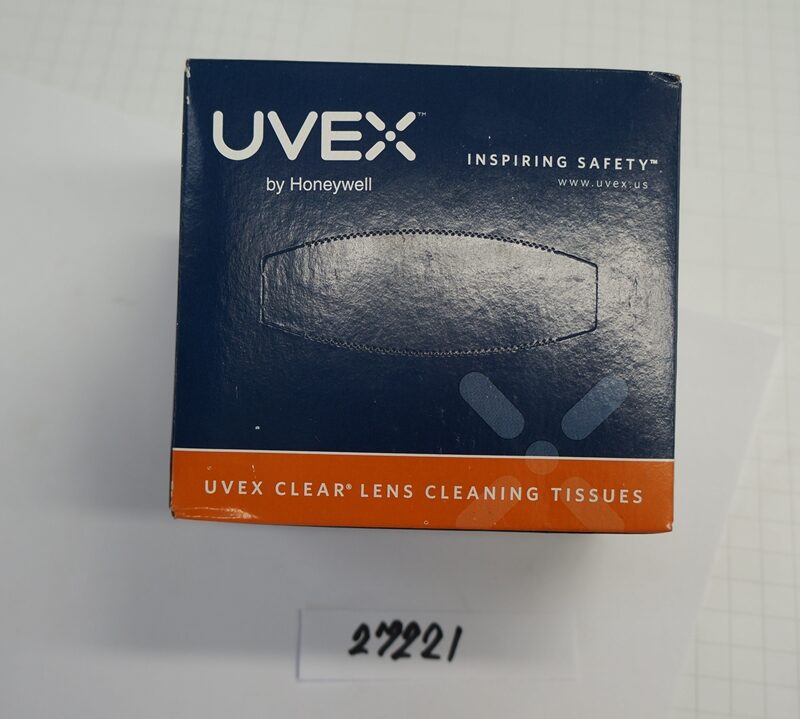 UVEX™
by Honeywell
INSPIRING SAFETY™
www.uvex.us
UVEX CLEAR® LENS CLEANING TISSUES
27221